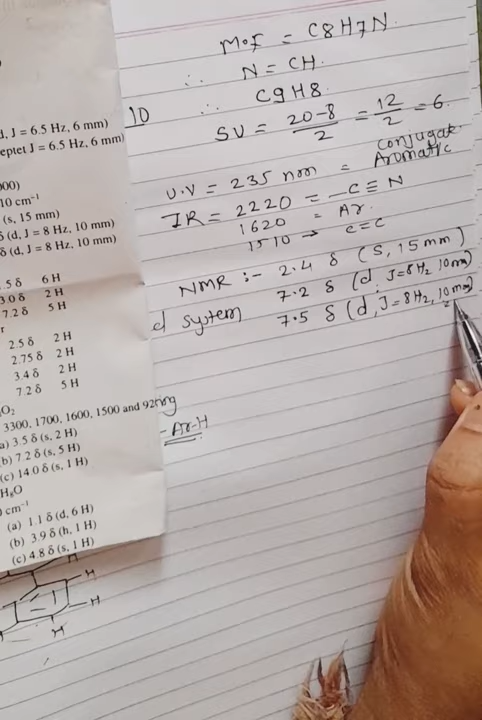 M.F = C8H7N.
∴ N = CH.
10 ∴ C9H8.
SV = 20-8/2 = 12/2 = 6.
U.V = 235 nm = Conjugat. Aromatic
IR = 2220 = -C≡N
1620 = Ar.
1510 → C=C
NMR :- 2.4 δ (S, 15 mm)
7.2 δ (d, J=8Hz 10mm)
d system 7.5 δ (d, J=8Hz, 10mm)
- Ar-H
d, J = 6.5 Hz, 6 mm)
eptet J = 6.5 Hz, 6 mm)
000)
10 cm⁻¹
(s, 15 mm)
δ (d, J = 8 Hz, 10 mm)
δ (d, J = 8 Hz, 10 mm)
.5 δ 6 H
3.0 δ 2 H
7.2 δ 5 H
r
2.5 δ 2 H
2.75 δ 2 H
3.4 δ 2 H
7.2 δ 5 H
O₂
3300, 1700, 1600, 1500 and 920
a) 3.5 δ (s, 2 H)
b) 7.2 δ (s, 5 H)
(c) 14.0 δ (s, 1 H)
H₈O
cm⁻¹
(a) 1.1 δ (d, 6 H)
(b) 3.9 δ (h, 1 H)
(c) 4.8 δ (s, 1 H)
H
H
H